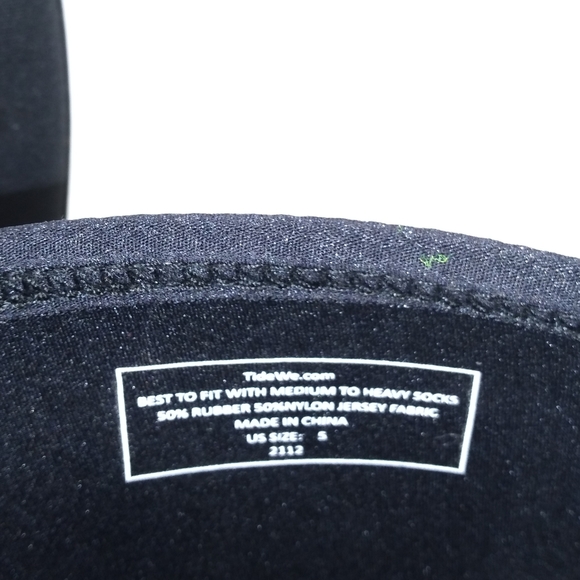 TideWe.com
BEST TO FIT WITH MEDIUM TO HEAVY SOCKS
50% RUBBER 50%NYLON JERSEY FABRIC
MADE IN CHINA
US SIZE: 5
2112